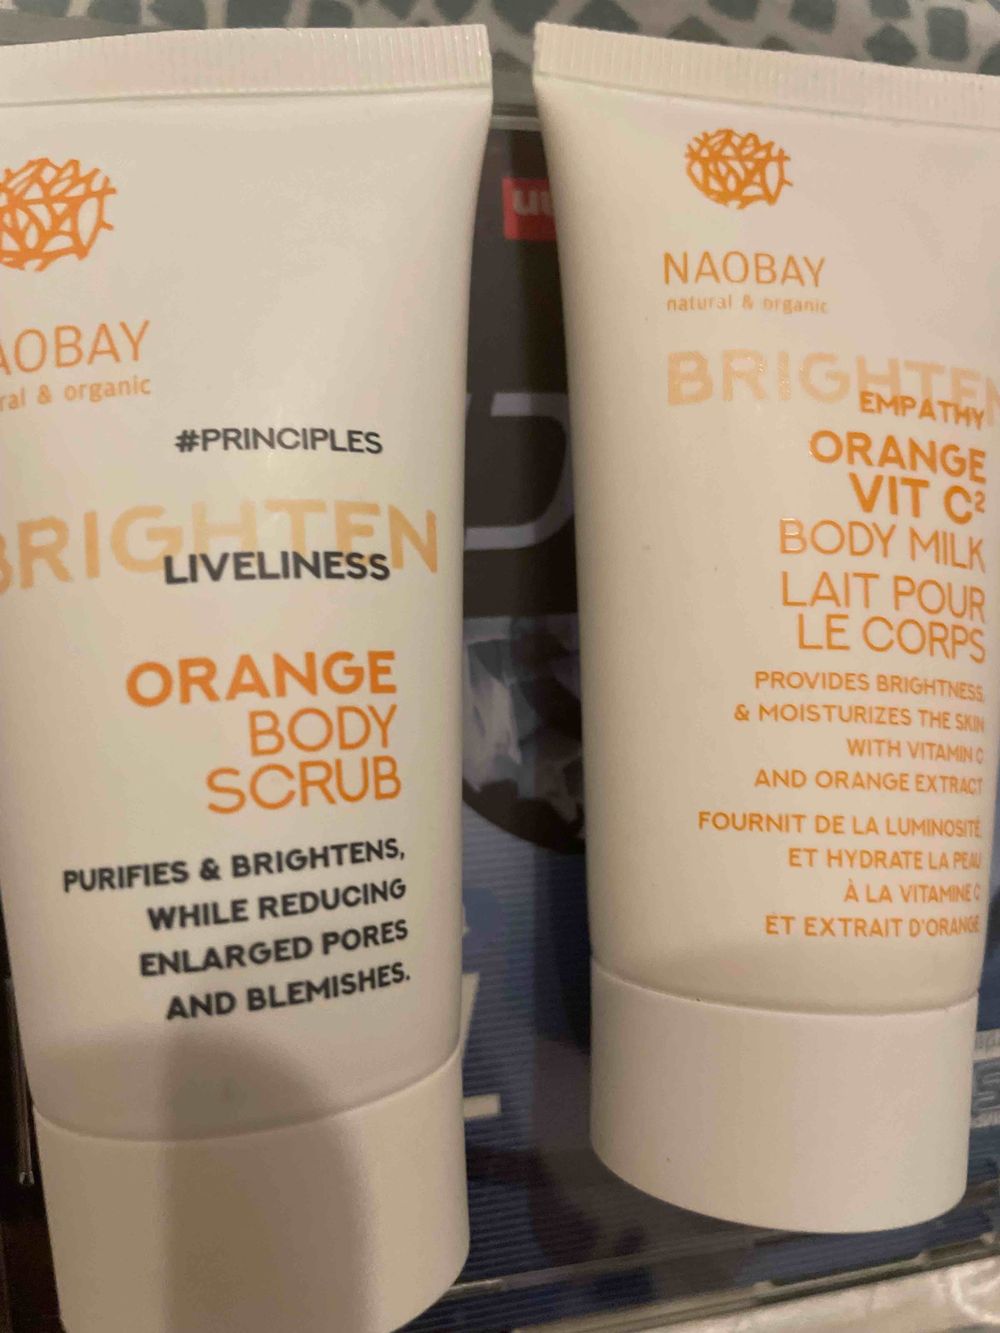 AOBAY
ral & organic
#PRINCIPLES
BRIGHTEN
LIVELINESS
ORANGE
BODY
SCRUB
PURIFIES & BRIGHTENS,
WHILE REDUCING
ENLARGED PORES
AND BLEMISHES.
NAOBAY
natural & organic
BRIGHTEN
EMPATHY
ORANGE
VIT C²
BODY MILK
LAIT POUR
LE CORPS
PROVIDES BRIGHTNESS,
& MOISTURIZES THE SKIN
WITH VITAMIN C
AND ORANGE EXTRACT
FOURNIT DE LA LUMINOSITÉ,
ET HYDRATE LA PEAU
À LA VITAMINE C
ET EXTRAIT D'ORANGE